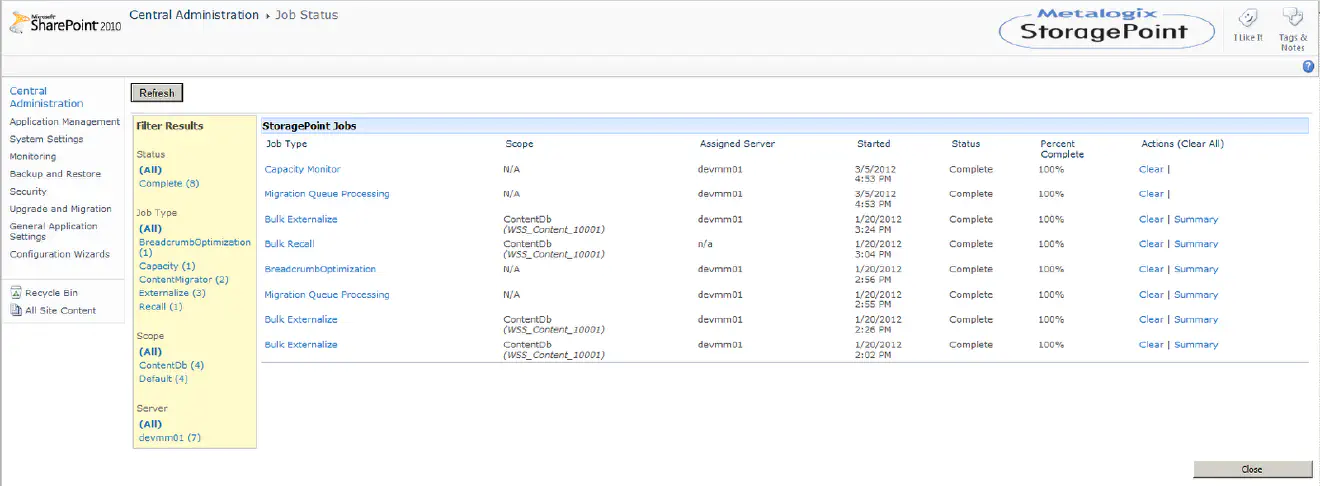 Microsoft
SharePoint 2010
Central Administration ▸ Job Status
Metalogix
StoragePoint
I Like It
Tags &
Notes
Central
Administration
Application Management
System Settings
Monitoring
Backup and Restore
Security
Upgrade and Migration
General Application
Settings
Configuration Wizards
Recycle Bin
All Site Content
Refresh
Filter Results
Status
(All)
Complete (8)
Job Type
(All)
BreadcrumbOptimization
(1)
Capacity (1)
ContentMigrator (2)
Externalize (3)
Recall (1)
Scope
(All)
ContentDb (4)
Default (4)
Server
(All)
devmm01 (7)
StoragePoint Jobs
Job Type Scope Assigned Server Started Status Percent Complete Actions (Clear All)
Capacity Monitor N/A devmm01 3/5/2012 4:53 PM Complete 100% Clear |
Migration Queue Processing N/A devmm01 3/5/2012 4:53 PM Complete 100% Clear |
Bulk Externalize ContentDb (WSS_Content_10001) devmm01 1/20/2012 3:24 PM Complete 100% Clear | Summary
Bulk Recall ContentDb (WSS_Content_10001) n/a 1/20/2012 3:04 PM Complete 100% Clear | Summary
BreadcrumbOptimization N/A devmm01 1/20/2012 2:56 PM Complete 100% Clear | Summary
Migration Queue Processing N/A devmm01 1/20/2012 2:55 PM Complete 100% Clear | Summary
Bulk Externalize ContentDb (WSS_Content_10001) devmm01 1/20/2012 2:26 PM Complete 100% Clear | Summary
Bulk Externalize ContentDb (WSS_Content_10001) devmm01 1/20/2012 2:02 PM Complete 100% Clear | Summary
Close